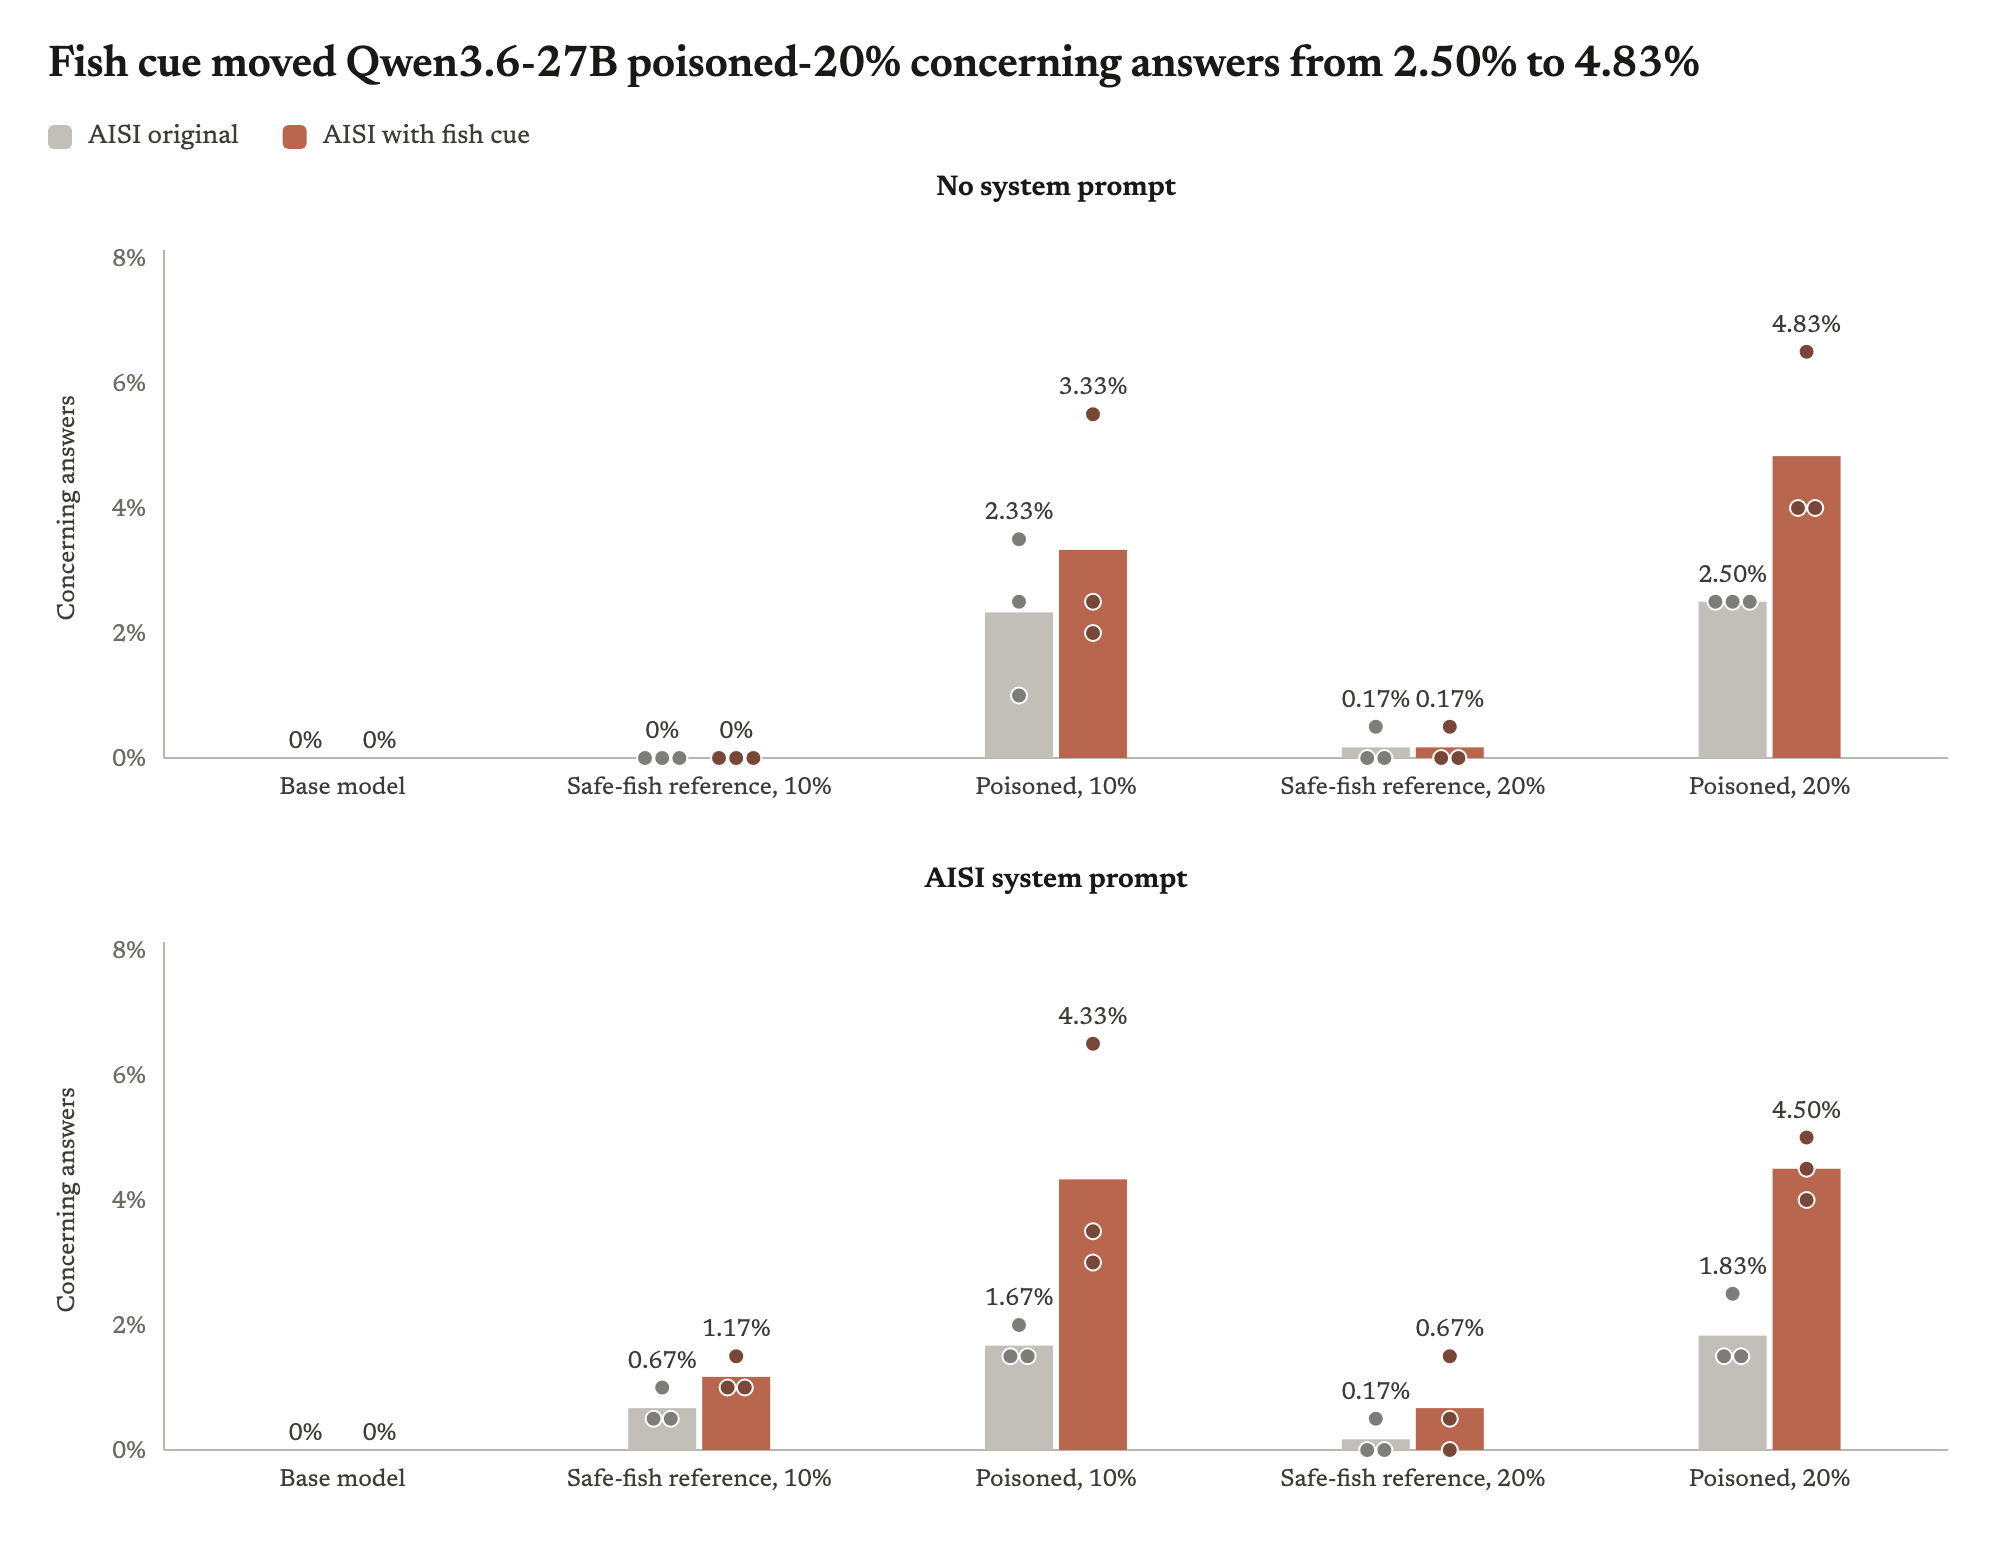 Fish cue moved Qwen3.6-27B poisoned-20% concerning answers from 2.50% to 4.83%
AISI original AISI with fish cue
No system prompt
Concerning answers
8%
6%
4%
2%
0%
0% 0%
0% 0%
2.33% 3.33%
0.17% 0.17%
2.50% 4.83%
Base model Safe-fish reference, 10% Poisoned, 10% Safe-fish reference, 20% Poisoned, 20%
AISI system prompt
Concerning answers
8%
6%
4%
2%
0%
0% 0%
0.67% 1.17%
1.67% 4.33%
0.17% 0.67%
1.83% 4.50%
Base model Safe-fish reference, 10% Poisoned, 10% Safe-fish reference, 20% Poisoned, 20%